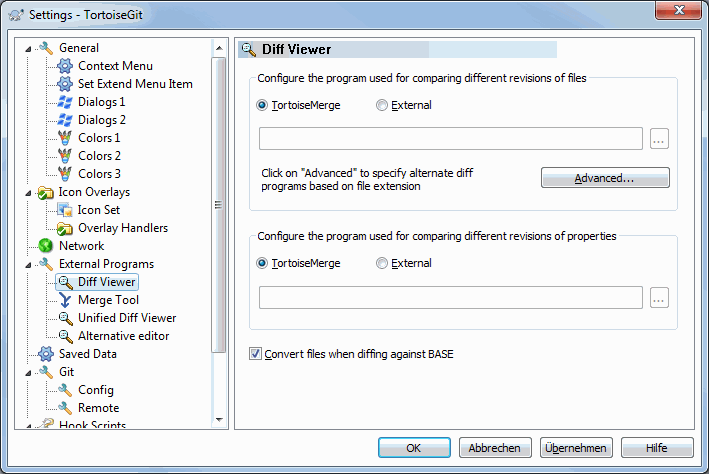 Settings - TortoiseGit
General
Context Menu
Set Extend Menu Item
Dialogs 1
Dialogs 2
Colors 1
Colors 2
Colors 3
Icon Overlays
Icon Set
Overlay Handlers
Network
External Programs
Diff Viewer
Merge Tool
Unified Diff Viewer
Alternative editor
Saved Data
Git
Config
Remote
Hook Scripts
Diff Viewer
Configure the program used for comparing different revisions of files
TortoiseMerge External
...
Click on "Advanced" to specify alternate diff
programs based on file extension
Advanced...
Configure the program used for comparing different revisions of properties
TortoiseMerge External
...
Convert files when diffing against BASE
OK Abbrechen Übernehmen Hilfe